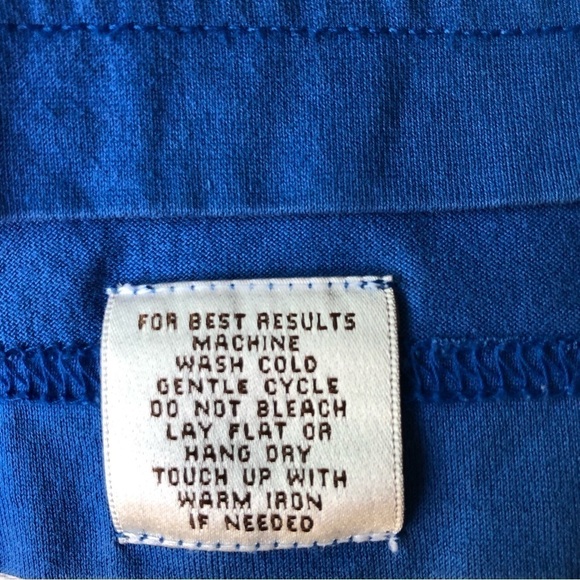 FOR BEST RESULTS
MACHINE
WASH COLD
GENTLE CYCLE
DO NOT BLEACH
LAY FLAT OR
HANG DRY
TOUCH UP WITH
WARM IRON
IF NEEDED